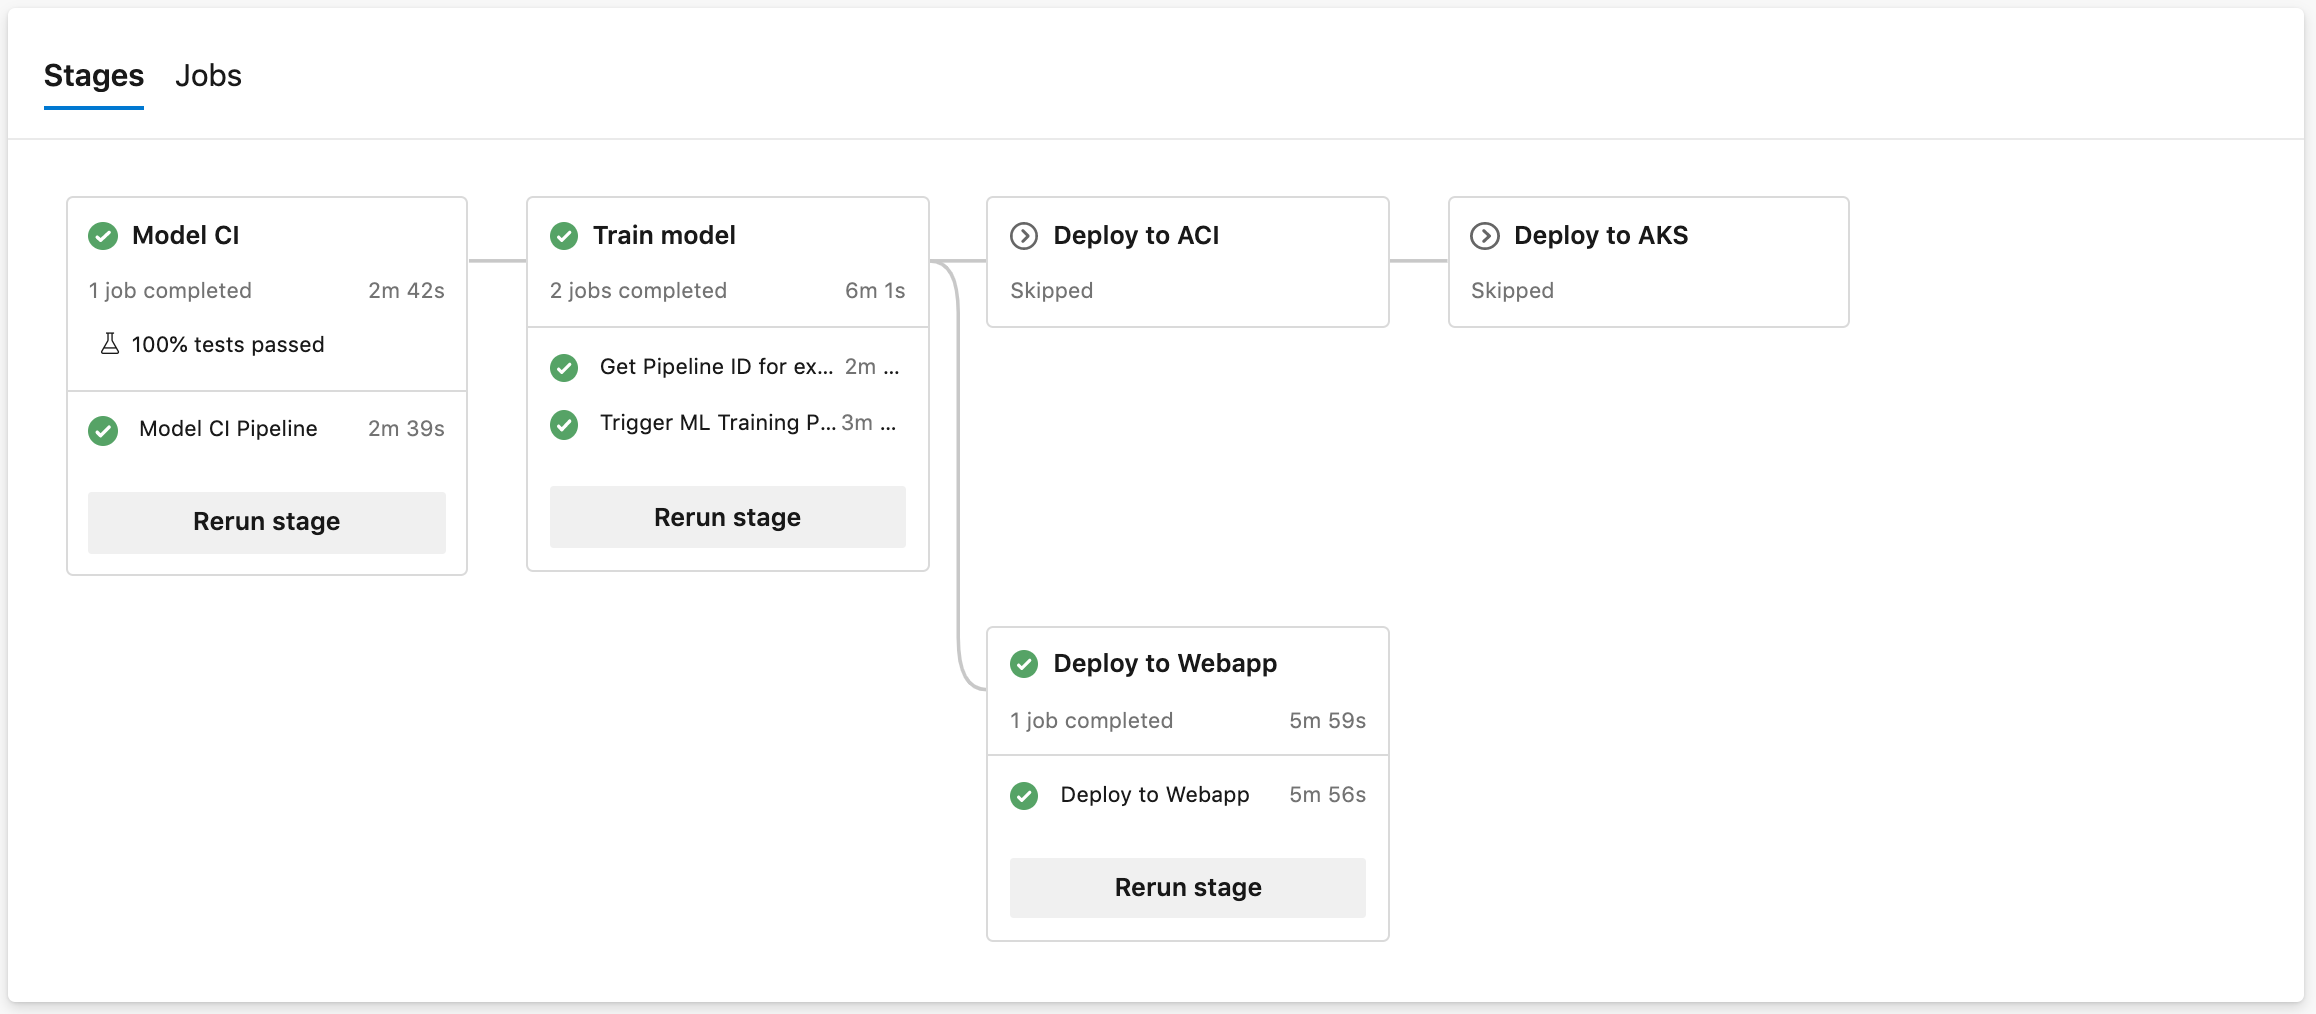 Stages Jobs
Model CI
1 job completed 2m 42s
100% tests passed
Model CI Pipeline 2m 39s
Rerun stage
Train model
2 jobs completed 6m 1s
Get Pipeline ID for ex... 2m ...
Trigger ML Training P... 3m ...
Rerun stage
Deploy to ACI
Skipped
Deploy to AKS
Skipped
Deploy to Webapp
1 job completed 5m 59s
Deploy to Webapp 5m 56s
Rerun stage